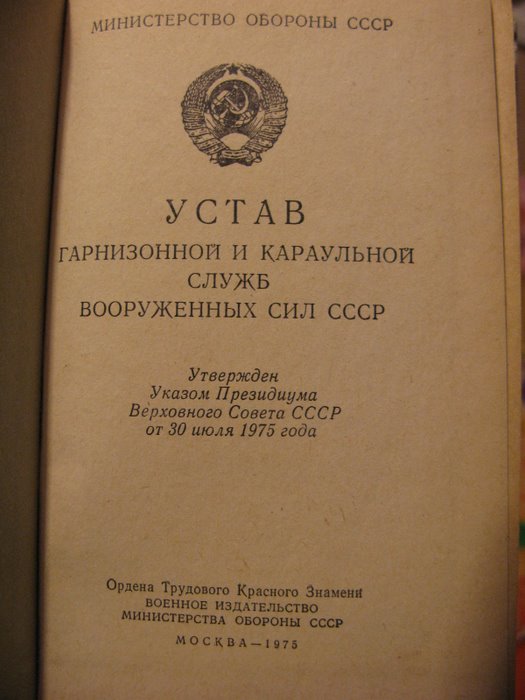 МИНИСТЕРСТВО ОБОРОНЫ СССР
УСТАВ
ГАРНИЗОННОЙ И КАРАУЛЬНОЙ
СЛУЖБ
ВООРУЖЕННЫХ СИЛ СССР
Утвержден
Указом Президиума
Верховного Совета СССР
от 30 июля 1975 года
Ордена Трудового Красного Знамени
ВОЕННОЕ ИЗДАТЕЛЬСТВО
МИНИСТЕРСТВА ОБОРОНЫ СССР
МОСКВА—1975